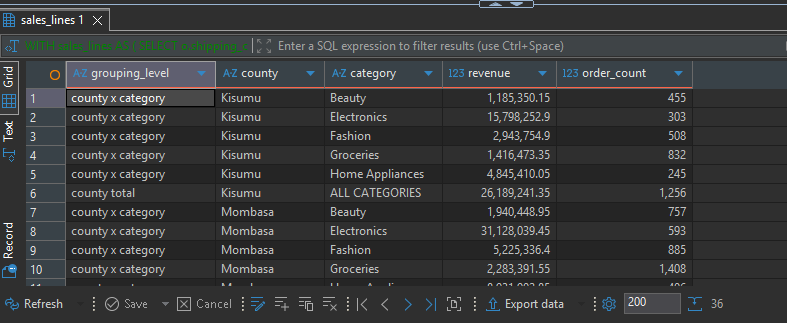 sales_lines 1
WITH sales_lines AS ( SELECT o.shipping_c Enter a SQL expression to filter results (use Ctrl+Space)
Grid
Text
Record
A-Z grouping_level A-Z county A-Z category 123 revenue 123 order_count
1 county x category Kisumu Beauty 1,185,350.15 455
2 county x category Kisumu Electronics 15,798,252.9 303
3 county x category Kisumu Fashion 2,943,754.9 508
4 county x category Kisumu Groceries 1,416,473.35 832
5 county x category Kisumu Home Appliances 4,845,410.05 245
6 county total Kisumu ALL CATEGORIES 26,189,241.35 1,256
7 county x category Mombasa Beauty 1,940,448.95 757
8 county x category Mombasa Electronics 31,128,039.45 593
9 county x category Mombasa Fashion 5,225,336.4 885
10 county x category Mombasa Groceries 2,283,391.55 1,408
Refresh Save Cancel Export data 200 36